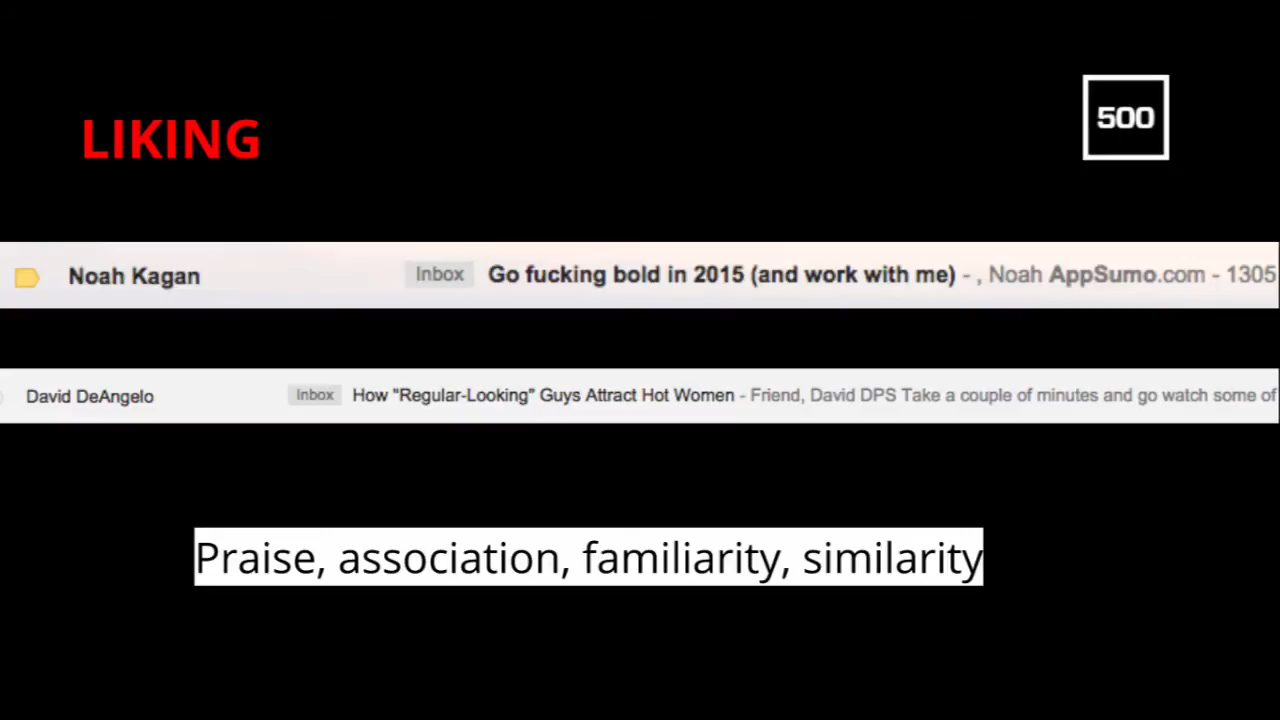 LIKING
500
Noah Kagan Inbox Go fucking bold in 2015 (and work with me) - , Noah AppSumo.com - 1305
David DeAngelo Inbox How "Regular-Looking" Guys Attract Hot Women - Friend, David DPS Take a couple of minutes and go watch some of
Praise, association, familiarity, similarity